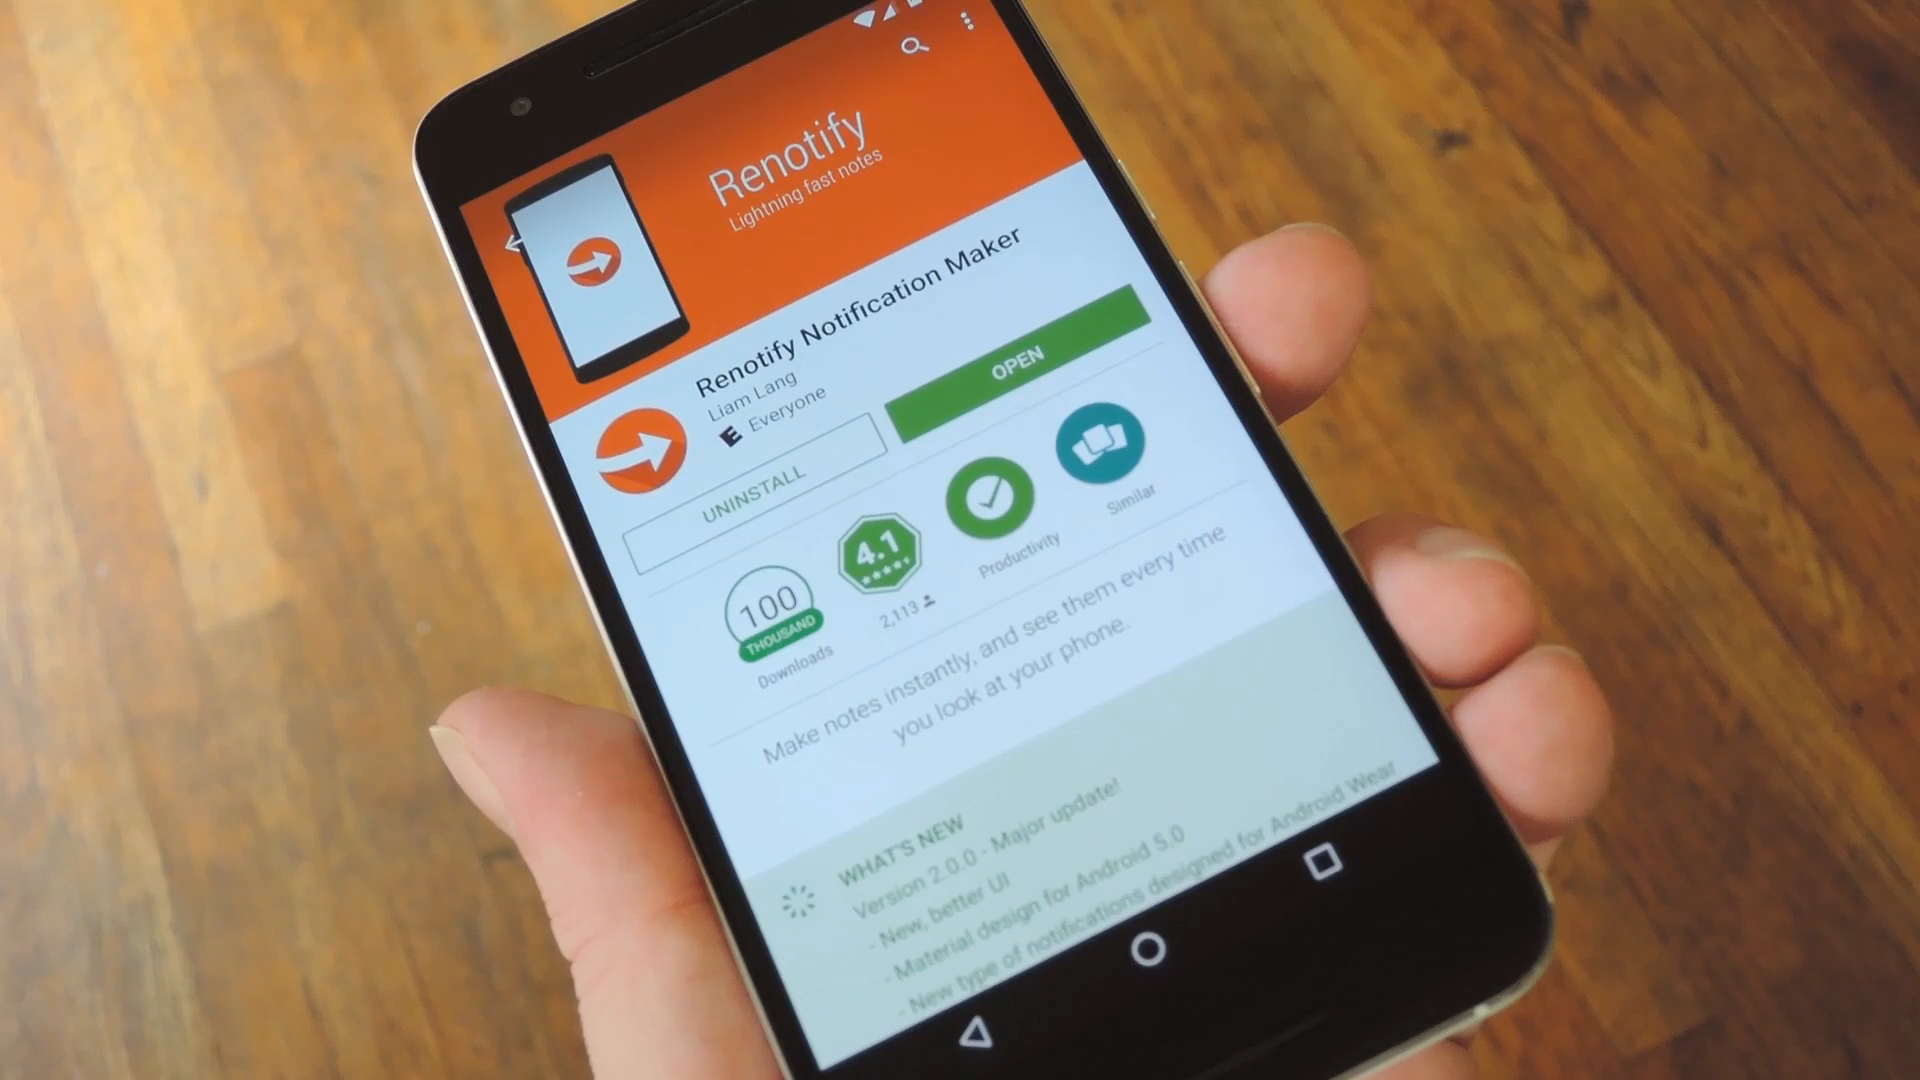 Renotify
Lightning fast notes
Renotify Notification Maker
Liam Lang
E Everyone
UNINSTALL
OPEN
100
THOUSAND
Downloads
4.1
2,113
Productivity
Similar
Make notes instantly, and see them every time
you look at your phone.
WHAT'S NEW
Version 2.0.0 - Major update!
- New, better UI
- Material design for Android 5.0
- New type of notifications designed for Android Wear